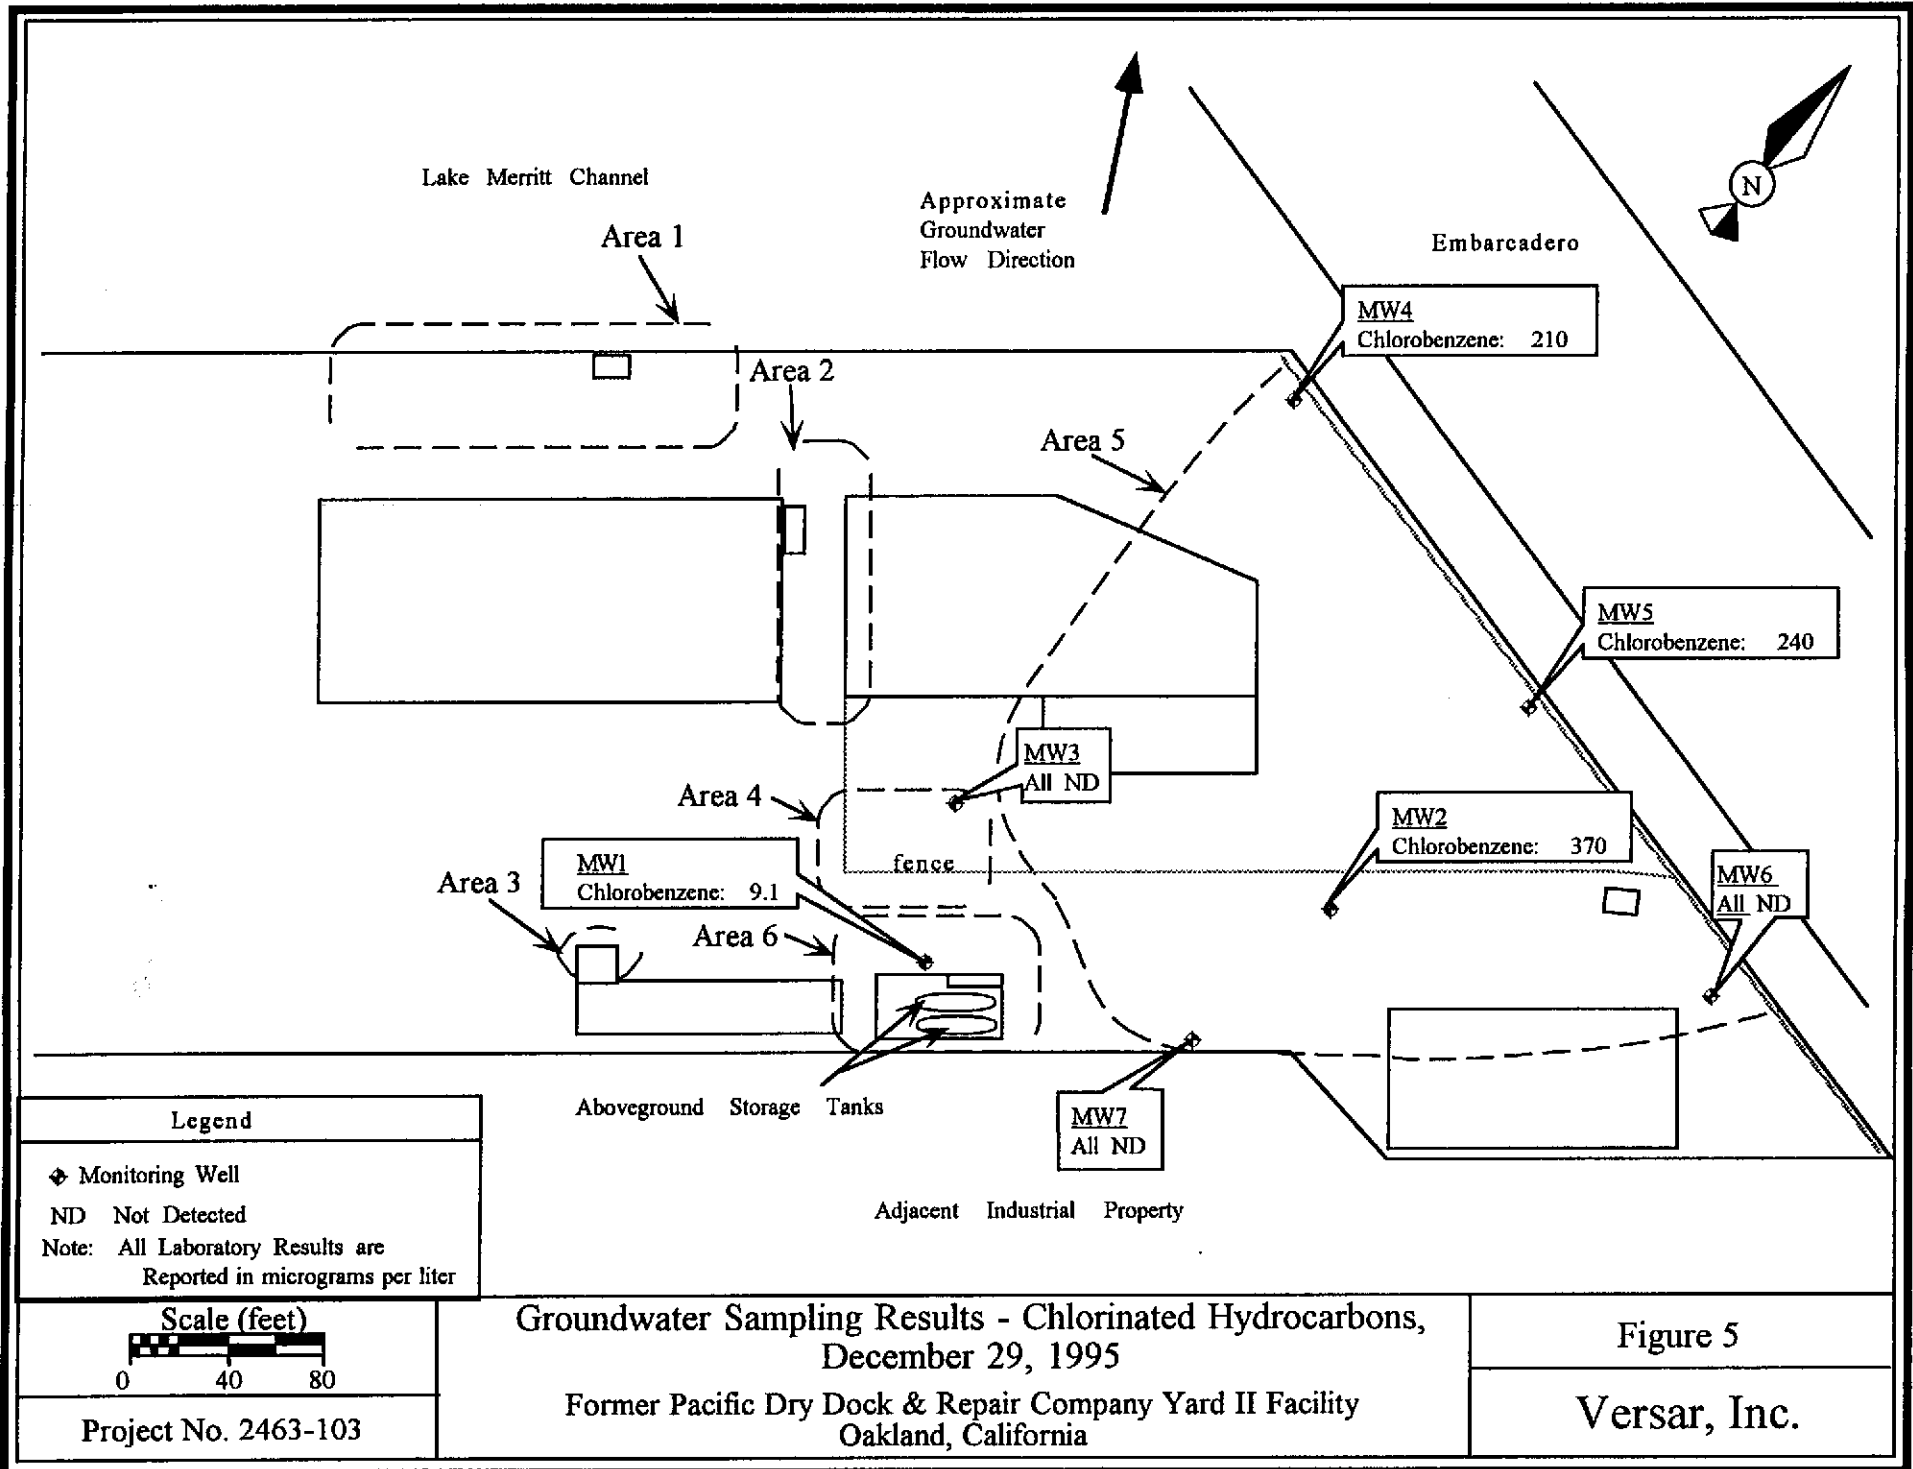 Lake Merritt Channel
Area 1
Approximate
Groundwater
Flow Direction
N
Embarcadero
MW4
Chlorobenzene: 210
Area 2
Area 5
MW5
Chlorobenzene: 240
MW3
All ND
Area 4
MW2
Chlorobenzene: 370
fence
MW1
Chlorobenzene: 9.1
Area 3
MW6
All ND
Area 6
Aboveground Storage Tanks
MW7
All ND
Adjacent Industrial Property
Legend
Monitoring Well
ND Not Detected
Note: All Laboratory Results are
Reported in micrograms per liter
Scale (feet)
0 40 80
Project No. 2463-103
Groundwater Sampling Results - Chlorinated Hydrocarbons,
December 29, 1995
Former Pacific Dry Dock & Repair Company Yard II Facility
Oakland, California
Figure 5
Versar, Inc.